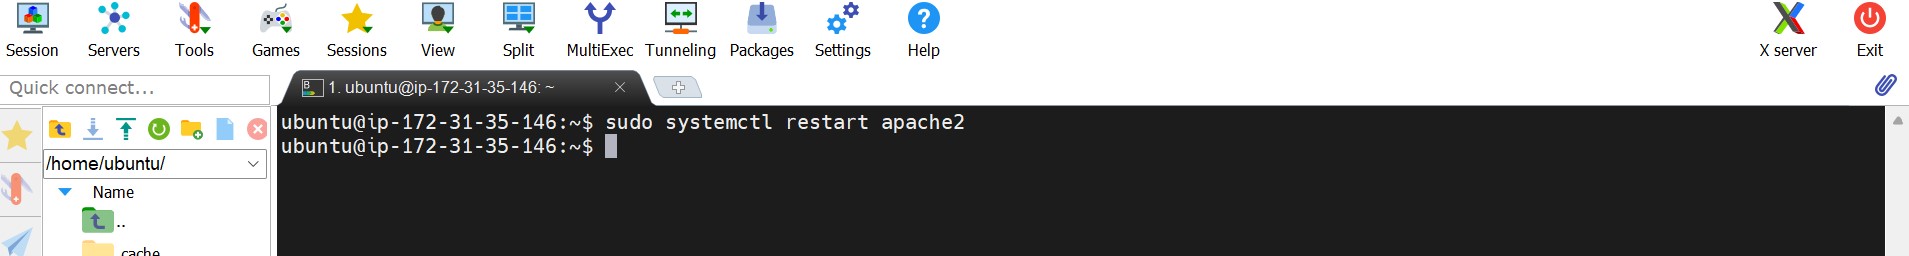 Session Servers Tools Games Sessions View Split MultiExec Tunneling Packages Settings Help X server Exit
Quick connect...
1. ubuntu@ip-172-31-35-146: ~
/home/ubuntu/
Name
..
cache
ubuntu@ip-172-31-35-146:~$ sudo systemctl restart apache2
ubuntu@ip-172-31-35-146:~$